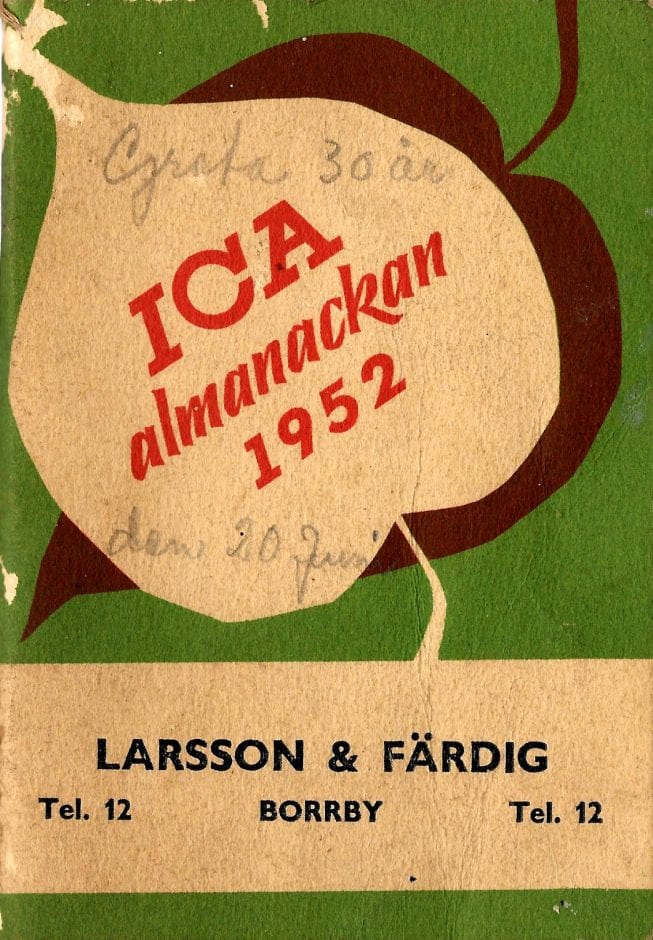 Greta 30 år
ICA
almanackan
1952
den 20 Juni
LARSSON & FÄRDIG
Tel. 12 BORRBY Tel. 12